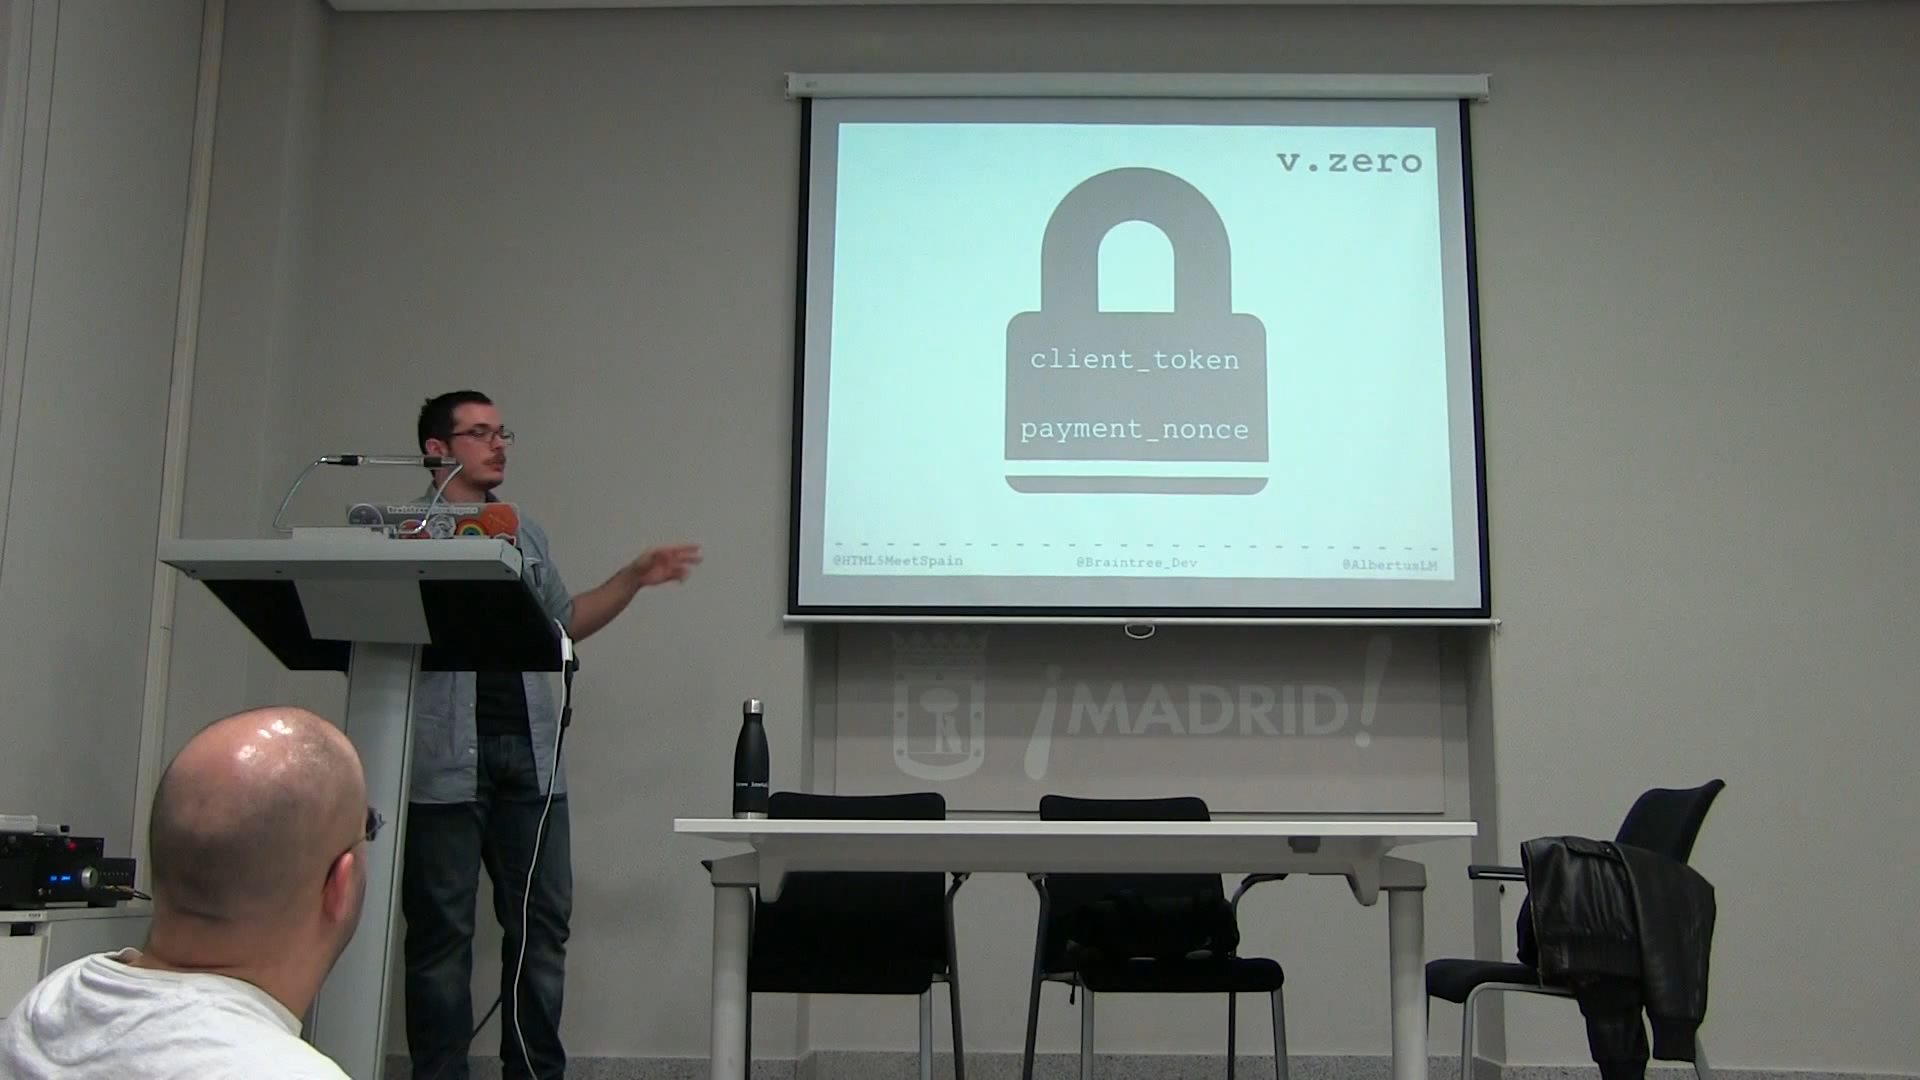 v.zero
client_token
payment_nonce
@HTML5MeetSpain
@Braintree_Dev
@AlbertusLM
¡MADRID!